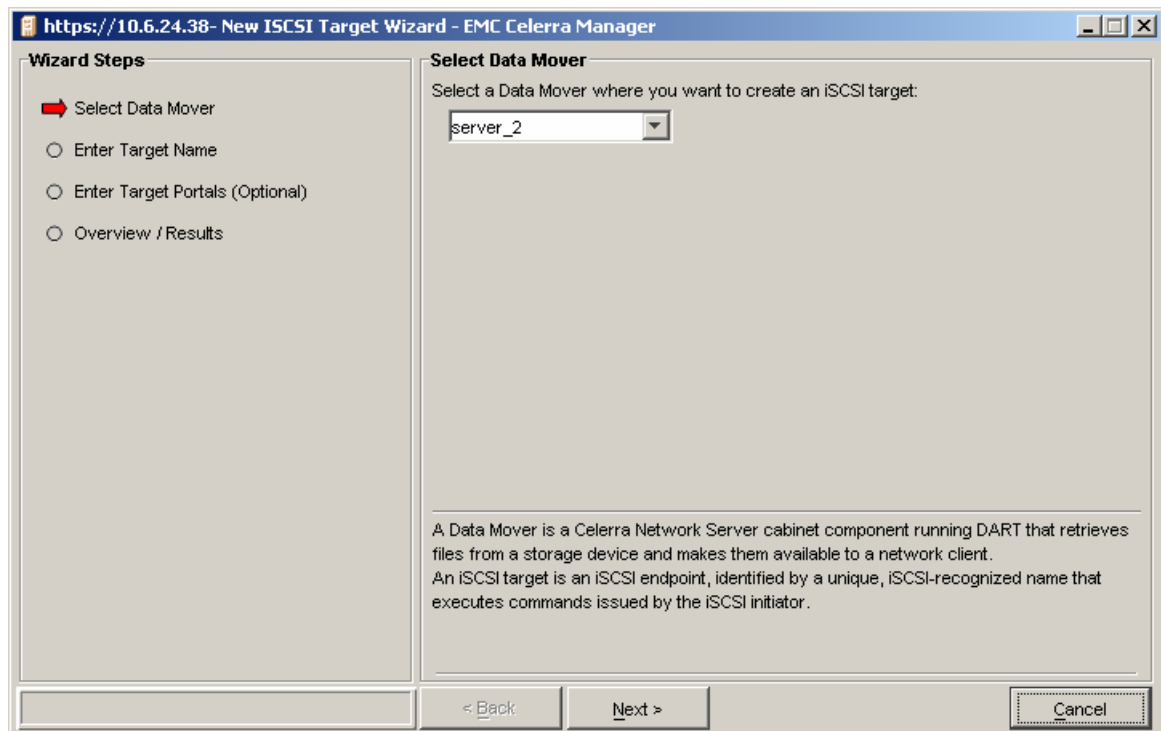 https://10.6.24.38- New ISCSI Target Wizard - EMC Celerra Manager
Wizard Steps
Select Data Mover
Enter Target Name
Enter Target Portals (Optional)
Overview / Results
Select Data Mover
Select a Data Mover where you want to create an iSCSI target:
server_2
A Data Mover is a Celerra Network Server cabinet component running DART that retrieves
files from a storage device and makes them available to a network client.
An iSCSI target is an iSCSI endpoint, identified by a unique, iSCSI-recognized name that
executes commands issued by the iSCSI initiator.
< Back
Next >
Cancel